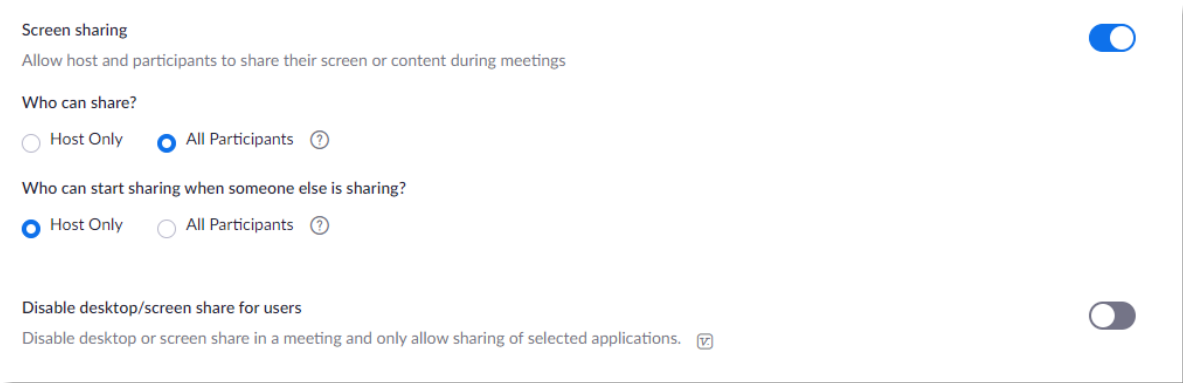 Screen sharing
Allow host and participants to share their screen or content during meetings
Who can share?
Host Only All Participants ?
Who can start sharing when someone else is sharing?
Host Only All Participants ?
Disable desktop/screen share for users
Disable desktop or screen share in a meeting and only allow sharing of selected applications.